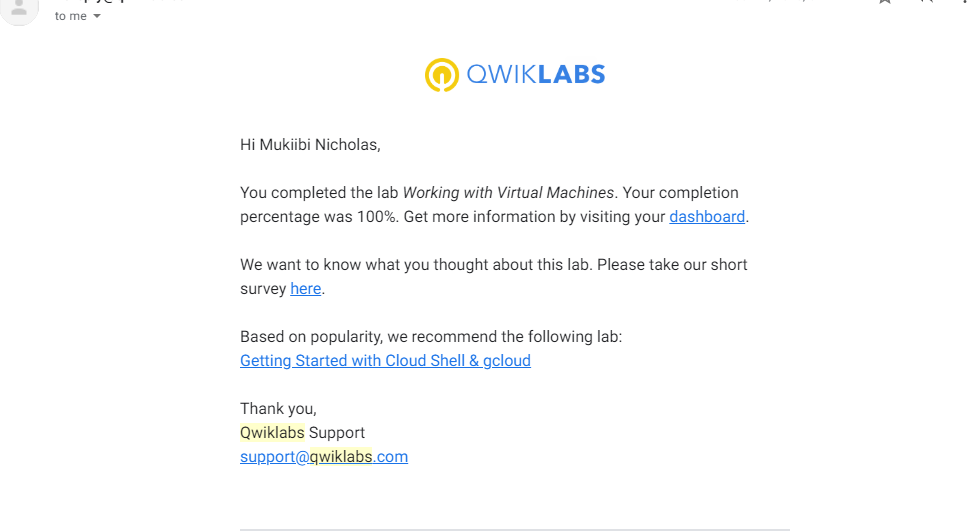 to me
QWIKLABS
Hi Mukiibi Nicholas,
You completed the lab Working with Virtual Machines. Your completion
percentage was 100%. Get more information by visiting your dashboard.
We want to know what you thought about this lab. Please take our short
survey here.
Based on popularity, we recommend the following lab:
Getting Started with Cloud Shell & gcloud
Thank you,
Qwiklabs Support
support@qwiklabs.com